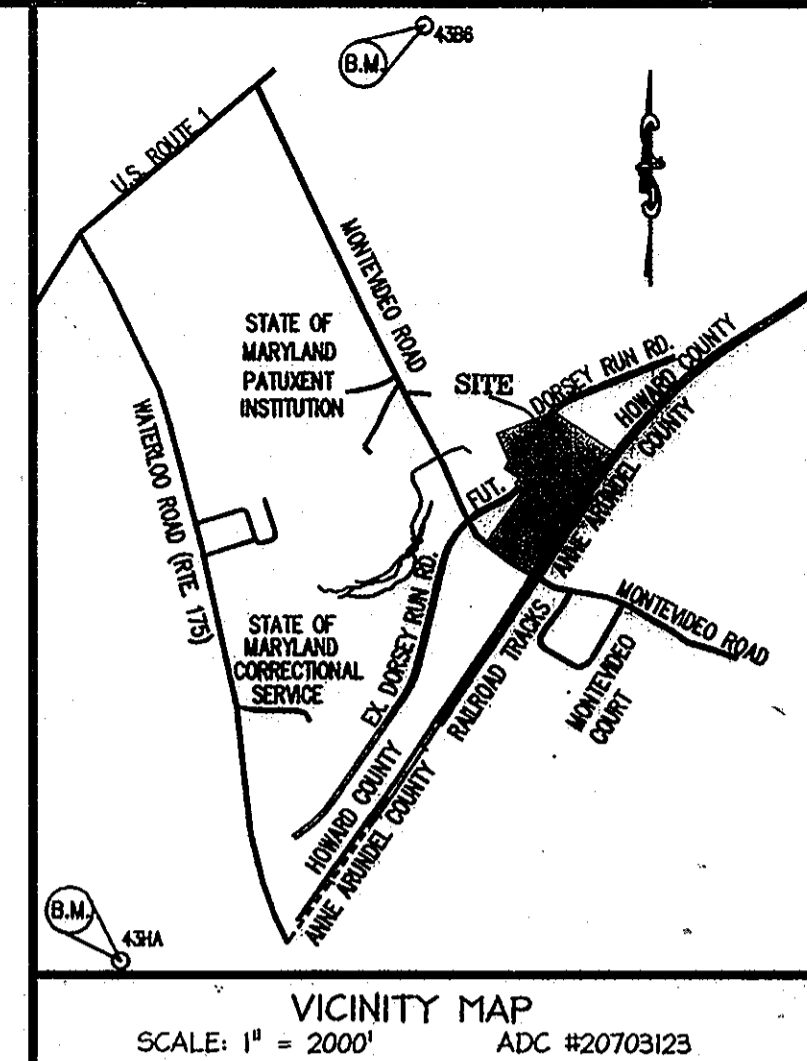 B.M.
43B6
U.S. ROUTE 1
MONTEVIDEO ROAD
STATE OF
MARYLAND
PATUXENT
INSTITUTION
SITE
DORSEY RUN RD.
HOWARD COUNTY
ANNE ARUNDEL COUNTY
WATERLOO ROAD (RTE. 175)
FUT.
EX. DORSEY RUN RD.
STATE OF
MARYLAND
CORRECTIONAL
SERVICE
RAILROAD TRACKS
MONTEVIDEO ROAD
MONTEVIDEO
COURT
HOWARD COUNTY
ANNE ARUNDEL COUNTY
B.M.
43HA
VICINITY MAP
SCALE: 1" = 2000' ADC #20703123